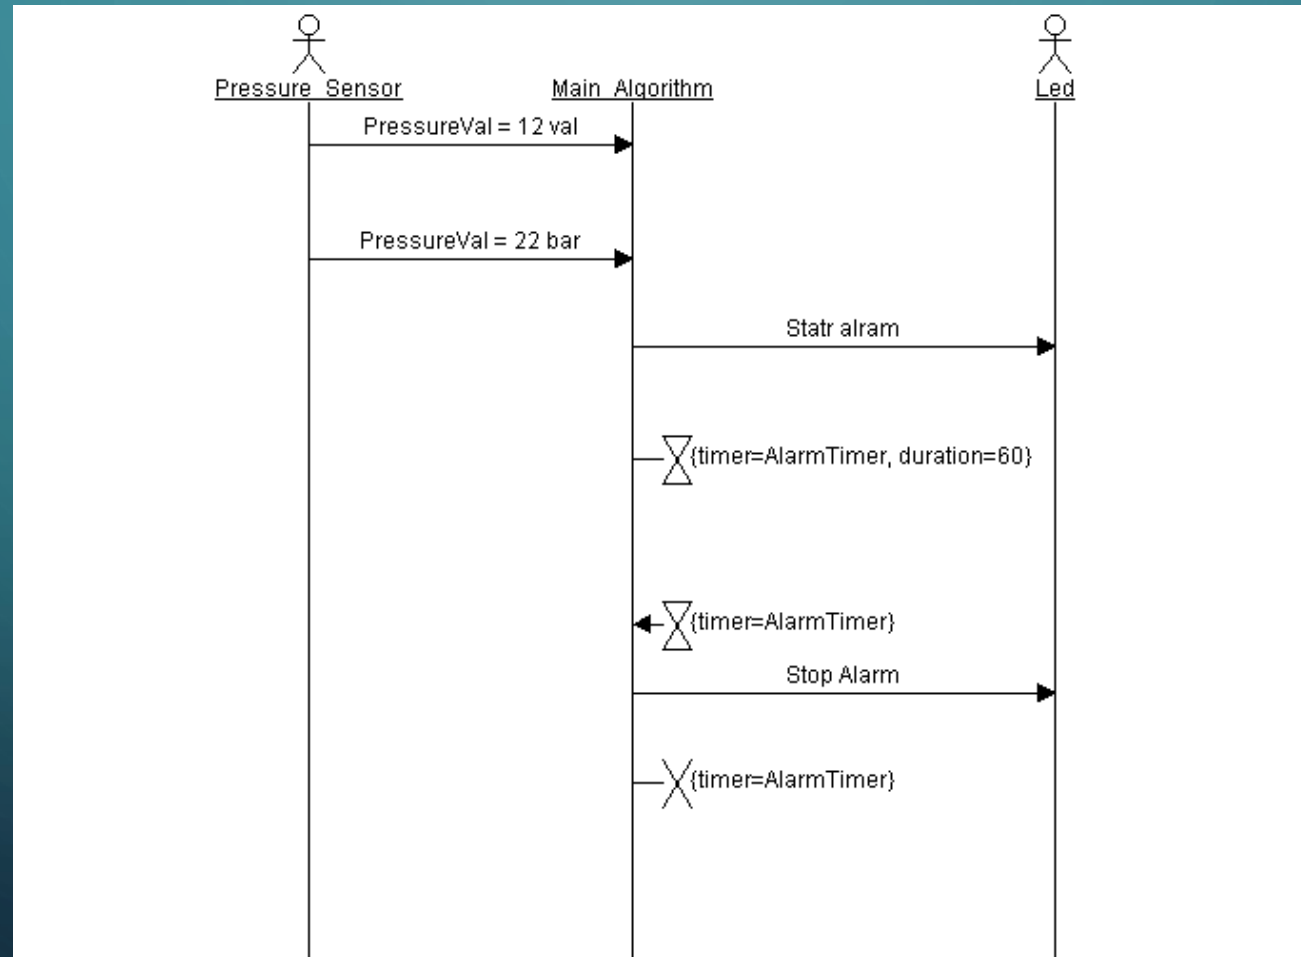 Pressure_Sensor Main_Algorithm Led
PressureVal = 12 val
PressureVal = 22 bar
Statr alram
{timer=AlarmTimer, duration=60}
{timer=AlarmTimer}
Stop Alarm
{timer=AlarmTimer}